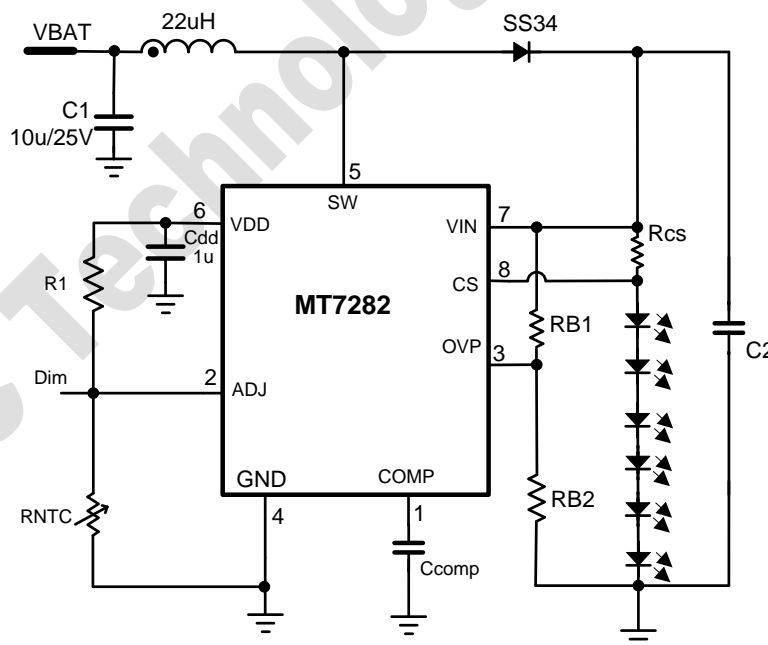 22uH
SS34
VBAT
C1
10u/25V
5
SW
6
VDD
VIN
7
Cdd
1u
Rcs
R1
CS
8
MT7282
RB1
OVP
3
C2
Dim
2
ADJ
GND
COMP
RB2
RNTC
4
1
Ccomp
C Technolo